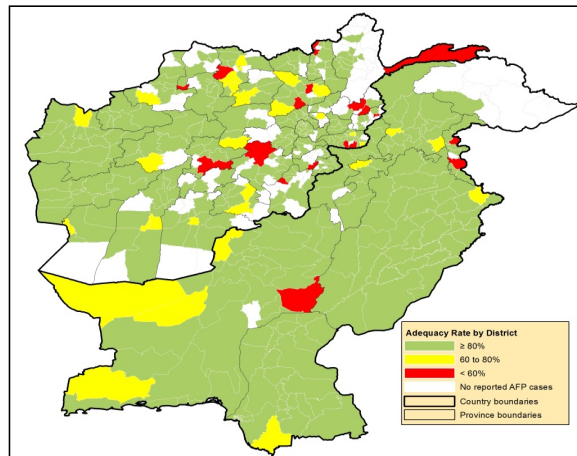 Adequacy Rate by District
≥ 80%
60 to 80%
< 60%
No reported AFP cases
Country boundaries
Province boundaries